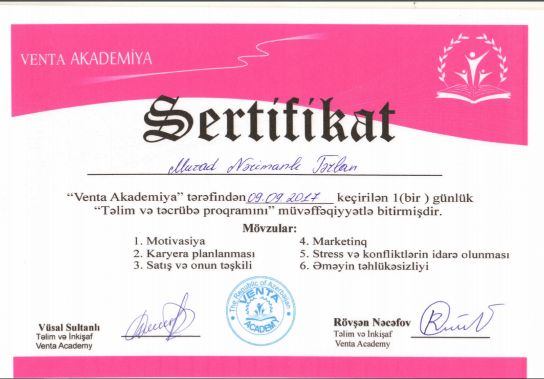 VENTA AKADEMİYA
Sertifikat
Murad Nərimanlı Tərlan
“Venta Akademiya” tərəfindən 09.09.2017 keçirilən 1(bir ) günlük
“Təlim və təcrübə proqramını” müvəffəqiyyətlə bitirmişdir.
Mövzular:
1. Motivasiya
2. Karyera planlanması
3. Satış və onun təşkili
4. Marketinq
5. Stress və konfliktlərin idarə olunması
6. Əməyin təhlükəsizliyi
The Republic of Azerbaijan
VENTA
ACADEMY
Vüsal Sultanlı
Təlim və İnkişaf
Venta Academy
Rövşən Nəcəfov
Təlim və İnkişaf
Venta Academy